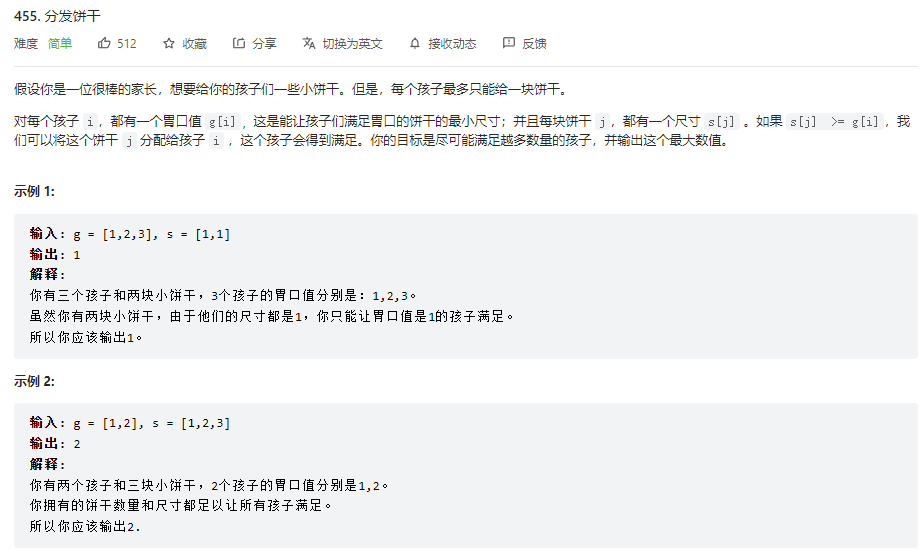 455. 分发饼干
难度 简单 512 收藏 分享 切换为英文 接收动态 反馈
假设你是一位很棒的家长，想要给你的孩子们一些小饼干。但是，每个孩子最多只能给一块饼干。
对每个孩子 i，都有一个胃口值 g[i]，这是能让孩子们满足胃口的饼干的最小尺寸；并且每块饼干 j，都有一个尺寸 s[j] 。如果 s[j] >= g[i]，我
们可以将这个饼干 j 分配给孩子 i ，这个孩子会得到满足。你的目标是尽可能满足越多数量的孩子，并输出这个最大数值。
示例 1:
输入: g = [1,2,3], s = [1,1]
输出: 1
解释:
你有三个孩子和两块小饼干，3个孩子的胃口值分别是：1,2,3。
虽然你有两块小饼干，由于他们的尺寸都是1，你只能让胃口值是1的孩子满足。
所以你应该输出1。
示例 2:
输入: g = [1,2], s = [1,2,3]
输出: 2
解释:
你有两个孩子和三块小饼干，2个孩子的胃口值分别是1,2。
你拥有的饼干数量和尺寸都足以让所有孩子满足。
所以你应该输出2.